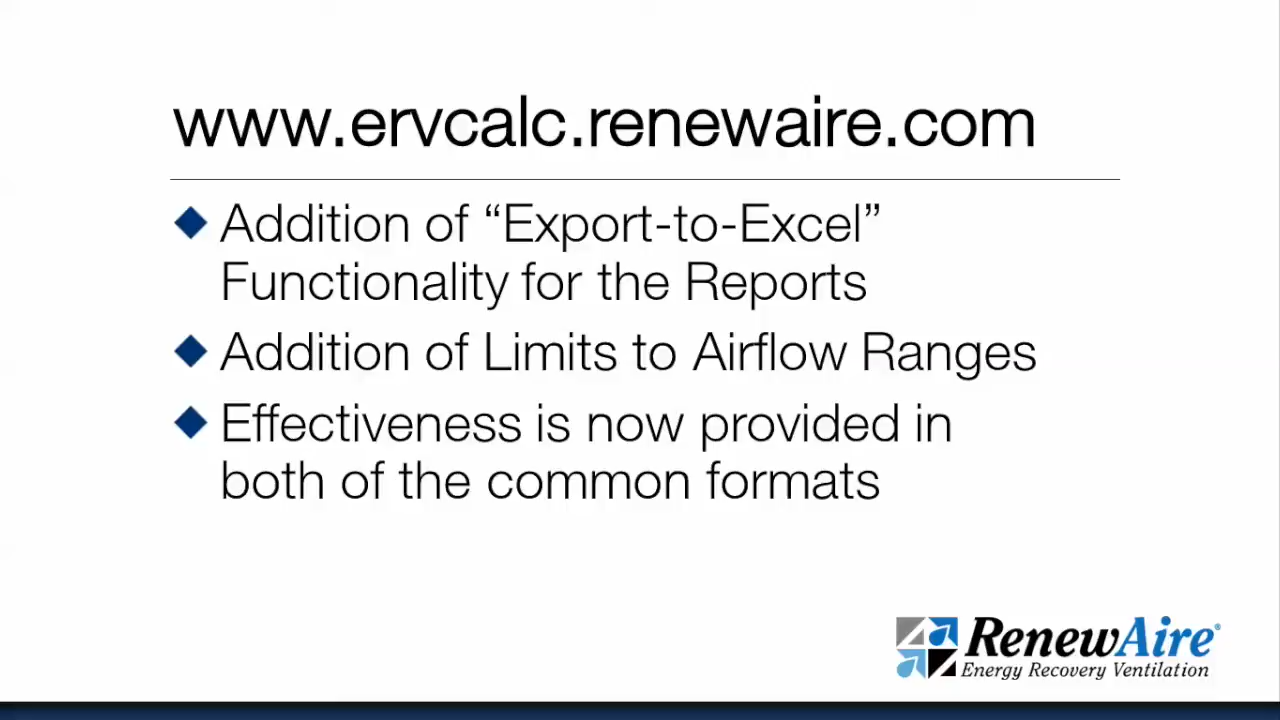 www.ervcalc.renewaire.com
Addition of “Export-to-Excel”
Functionality for the Reports
Addition of Limits to Airflow Ranges
Effectiveness is now provided in
both of the common formats
RenewAire®
Energy Recovery Ventilation